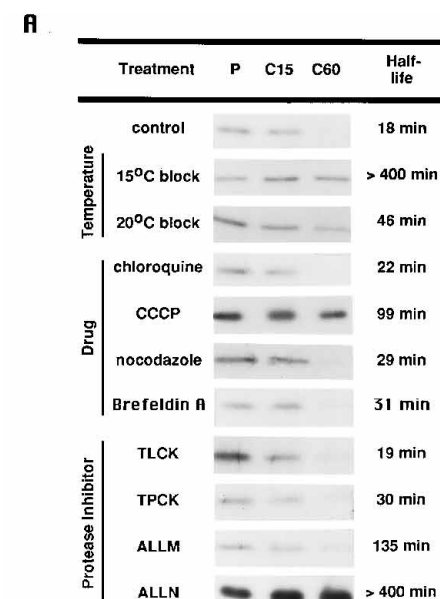 A
Treatment P C15 C60 Half-life
control 18 min
Temperature
15°C block > 400 min
20°C block 46 min
Drug
chloroquine 22 min
CCCP 99 min
nocodazole 29 min
Brefeldin A 31 min
Protease Inhibitor
TLCK 19 min
TPCK 30 min
ALLM 135 min
ALLN > 400 min